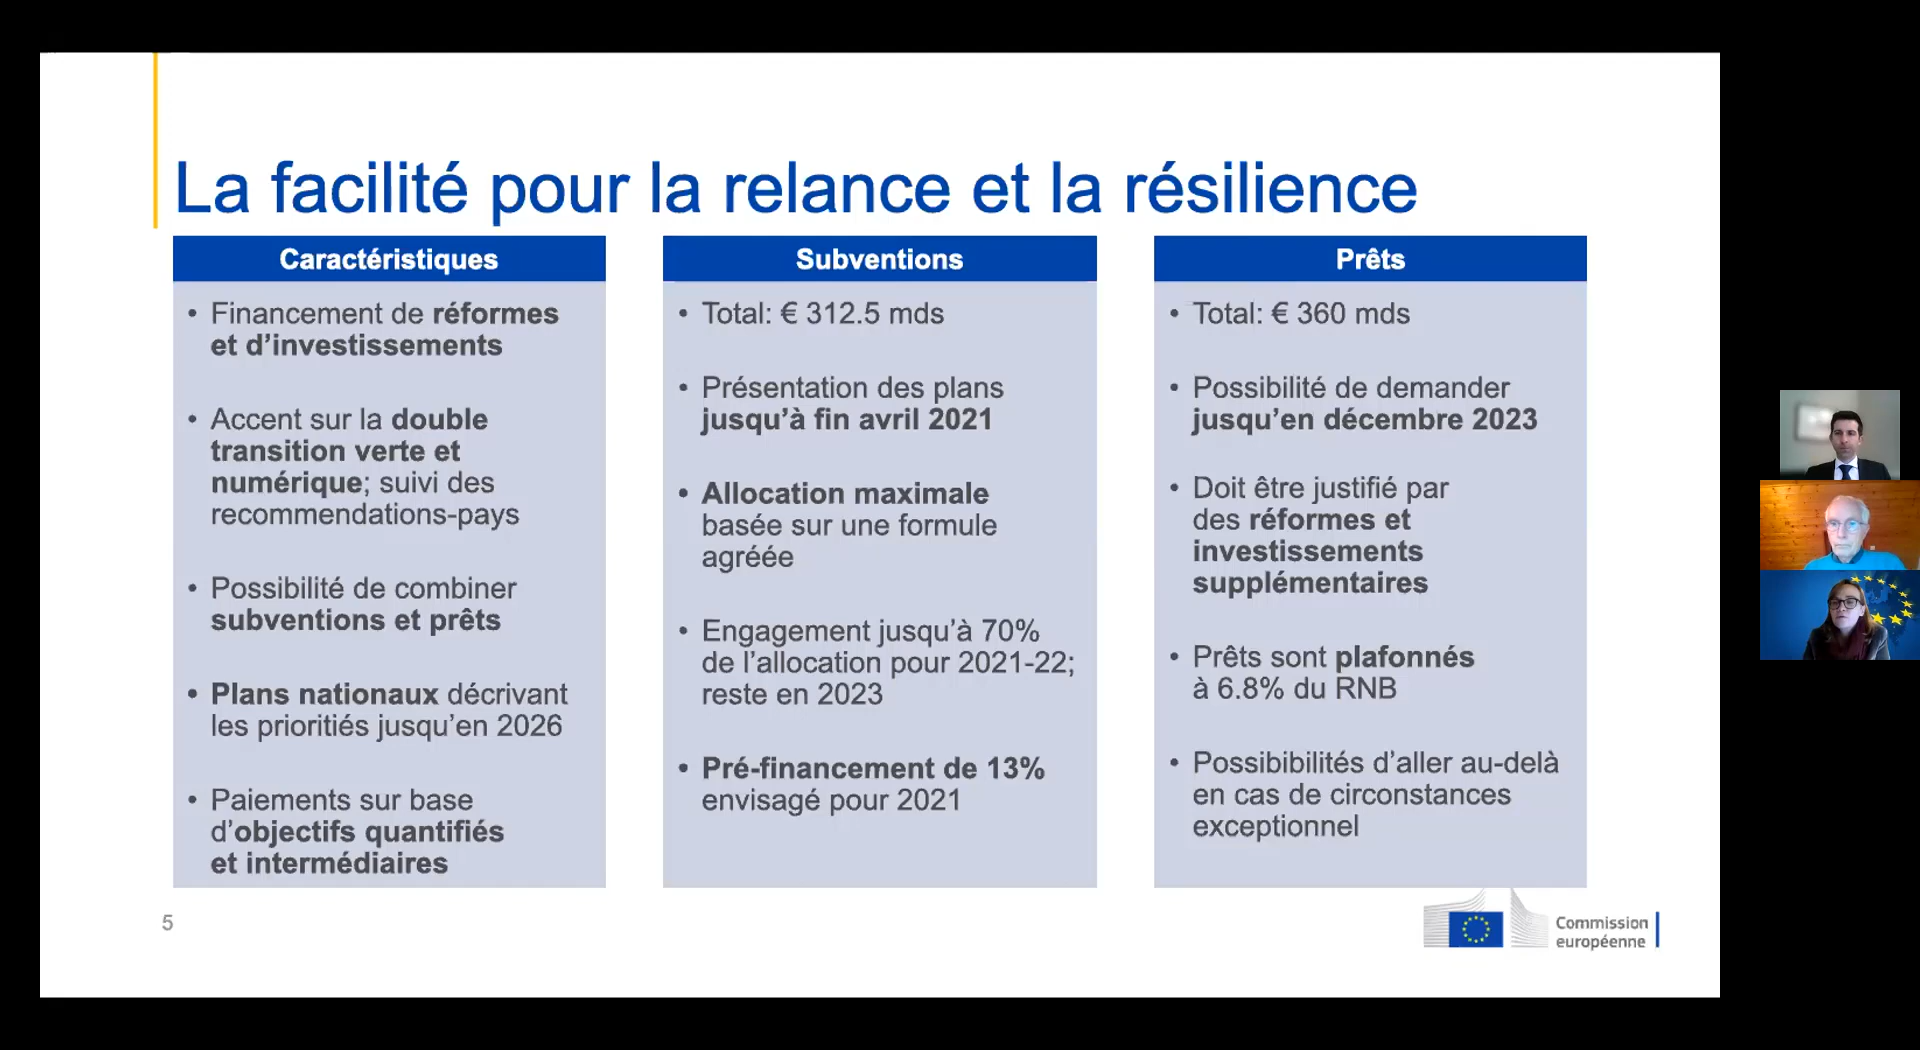 La facilité pour la relance et la résilience
Caractéristiques
• Financement de réformes
et d’investissements
• Accent sur la double
transition verte et
numérique; suivi des
recommendations-pays
• Possibilité de combiner
subventions et prêts
• Plans nationaux décrivant
les prioritiés jusqu’en 2026
• Paiements sur base
d’objectifs quantifiés
et intermédiaires
Subventions
• Total: € 312.5 mds
• Présentation des plans
jusqu’à fin avril 2021
• Allocation maximale
basée sur une formule
agréée
• Engagement jusqu’à 70%
de l’allocation pour 2021-22;
reste en 2023
• Pré-financement de 13%
envisagé pour 2021
Prêts
• Total: € 360 mds
• Possibilité de demander
jusqu’en décembre 2023
• Doit être justifié par
des réformes et
investissements
supplémentaires
• Prêts sont plafonnés
à 6.8% du RNB
• Possibibilités d’aller au-delà
en cas de circonstances
exceptionnel
5
Commission
européenne